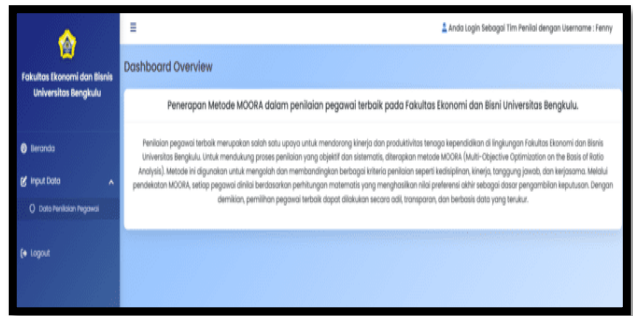 Fakultas Ekonomi dan Bisnis
Universitas Bengkulu
Beranda
Input Data
Data Penilaian Pegawai
Logout
Anda Login Sebagai Tim Penilai dengan Username : Fenny
Dashboard Overview
Penerapan Metode MOORA dalam penilaian pegawai terbaik pada Fakultas Ekonomi dan Bisni Universitas Bengkulu.
Penilaian pegawai terbaik merupakan salah satu upaya untuk mendorong kinerja dan produktivitas tenaga kependidikan di lingkungan Fakultas Ekonomi dan Bisnis
Universitas Bengkulu. Untuk mendukung proses penilaian yang objektif dan sistematis, diterapkan metode MOORA (Multi-Objective Optimization on the Basis of Ratio
Analysis). Metode ini digunakan untuk mengolah dan membandingkan berbagai kriteria penilaian seperti kedisiplinan, kinerja, tanggung jawab, dan kerjasama. Melalui
pendekatan MOORA, setiap pegawai dinilai berdasarkan perhitungan matematis yang menghasilkan nilai preferensi akhir sebagai dasar pengambilan keputusan. Dengan
demikian, pemilihan pegawai terbaik dapat dilakukan secara adil, transparan, dan berbasis data yang terukur.